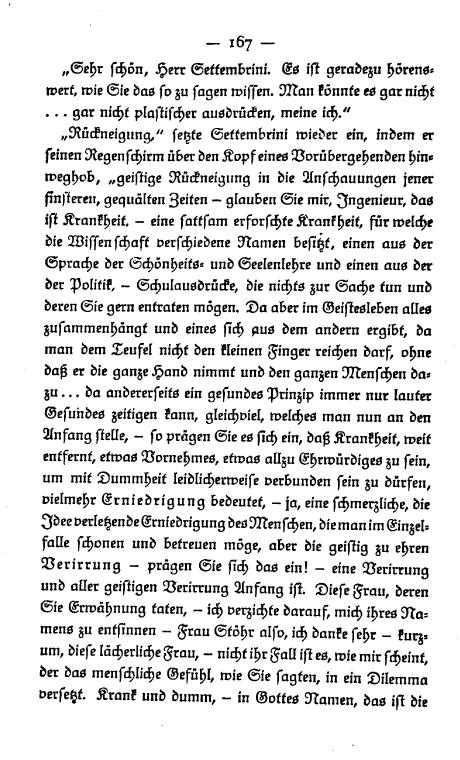 — 167 —
„Sehr schön, Herr Settembrini. Es ist geradezu hörens-
wert, wie Sie das so zu sagen wissen. Man könnte es gar nicht
... gar nicht plastischer ausdrücken, meine ich.“
„Rückneigung,“ setzte Settembrini wieder ein, indem er
seinen Regenschirm über den Kopf eines Vorübergehenden hin-
weghob, „geistige Rückneigung in die Anschauungen jener
finsteren, gequälten Zeiten – glauben Sie mir, Ingenieur, das
ist Krankheit, – eine sattsam erforschte Krankheit, für welche
die Wissenschaft verschiedene Namen besitzt, einen aus der
Sprache der Schönheits- und Seelenlehre und einen aus der
der Politik, – Schulausdrücke, die nichts zur Sache tun und
deren Sie gern entraten mögen. Da aber im Geistesleben alles
zusammenhängt und eines sich aus dem andern ergibt, da
man dem Teufel nicht den kleinen Finger reichen darf, ohne
daß er die ganze Hand nimmt und den ganzen Menschen da-
zu ... da andererseits ein gesundes Prinzip immer nur lauter
Gesundes zeitigen kann, gleichviel, welches man nun an den
Anfang stelle, – so prägen Sie es sich ein, daß Krankheit, weit
entfernt, etwas Vornehmes, etwas allzu Ehrwürdiges zu sein,
um mit Dummheit leidlicherweise verbunden sein zu dürfen,
vielmehr Erniedrigung bedeutet, – ja, eine schmerzliche, die
Idee verletzende Erniedrigung des Menschen, die man im Einzel-
falle schonen und betreuen möge, aber die geistig zu ehren
Verirrung – prägen Sie sich das ein! – eine Verirrung
und aller geistigen Verirrung Anfang ist. Diese Frau, deren
Sie Erwähnung taten, – ich verzichte darauf, mich ihres Na-
mens zu entsinnen – Frau Stöhr also, ich danke sehr – kurz-
um, diese lächerliche Frau, – nicht ihr Fall ist es, wie mir scheint,
der das menschliche Gefühl, wie Sie sagten, in ein Dilemma
versetzt. Krank und dumm, – in Gottes Namen, das ist die